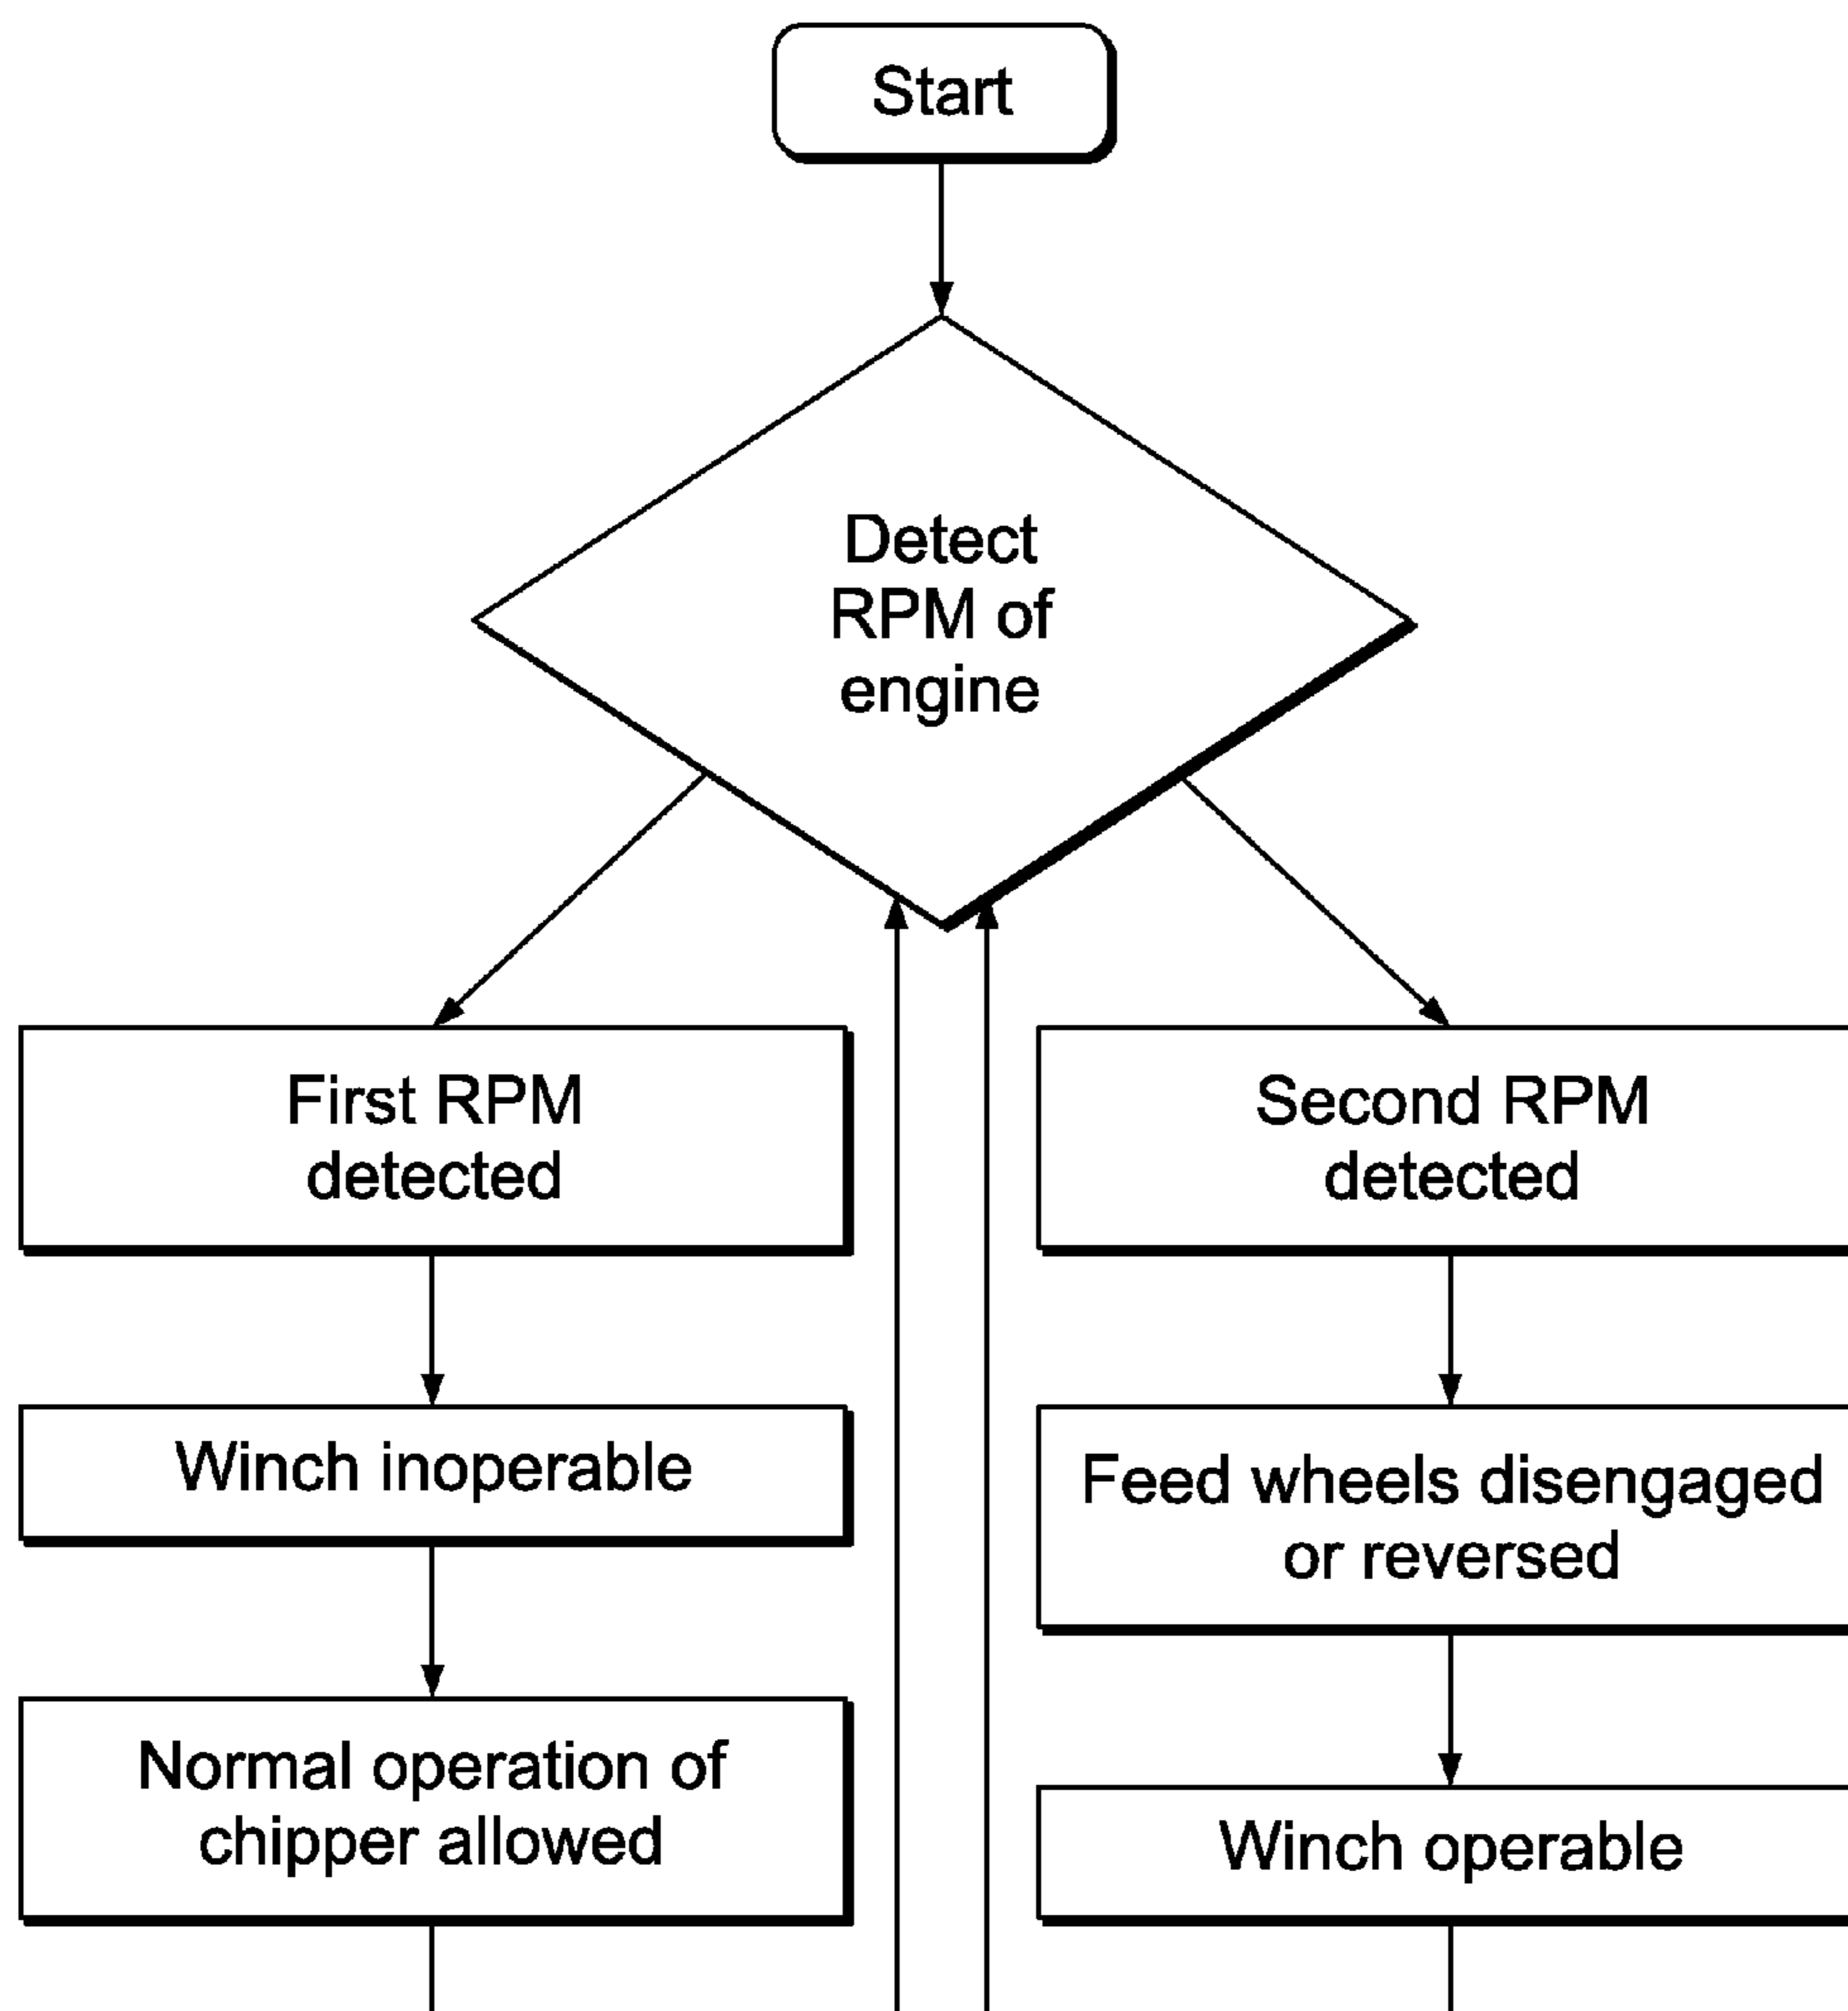 Start
Detect
RPM of
engine
First RPM
detected
Winch inoperable
Normal operation of
chipper allowed
Second RPM
detected
Feed wheels disengaged
or reversed
Winch operable